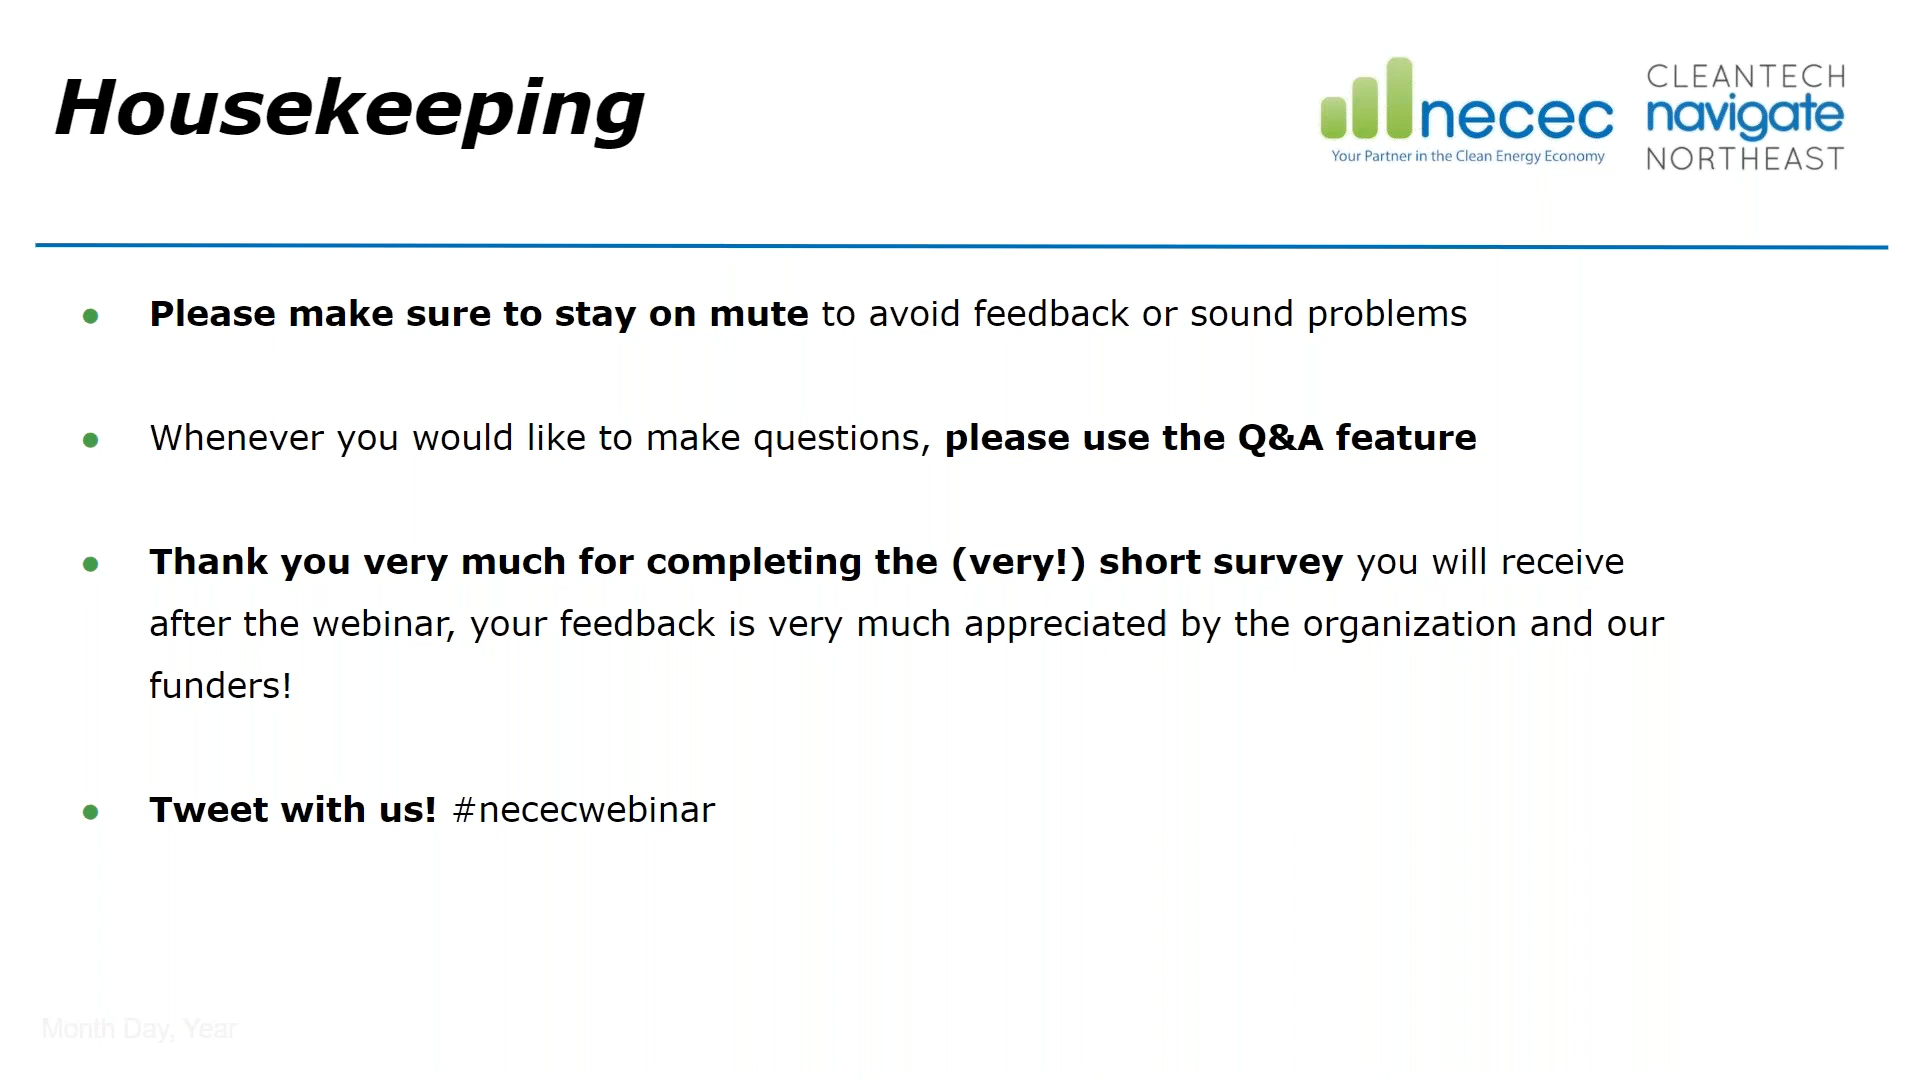 Housekeeping
necec
Your Partner in the Clean Energy Economy
CLEANTECH
navigate
NORTHEAST
● Please make sure to stay on mute to avoid feedback or sound problems
● Whenever you would like to make questions, please use the Q&A feature
● Thank you very much for completing the (very!) short survey you will receive
after the webinar, your feedback is very much appreciated by the organization and our
funders!
● Tweet with us! #nececwebinar
Month Day, Year